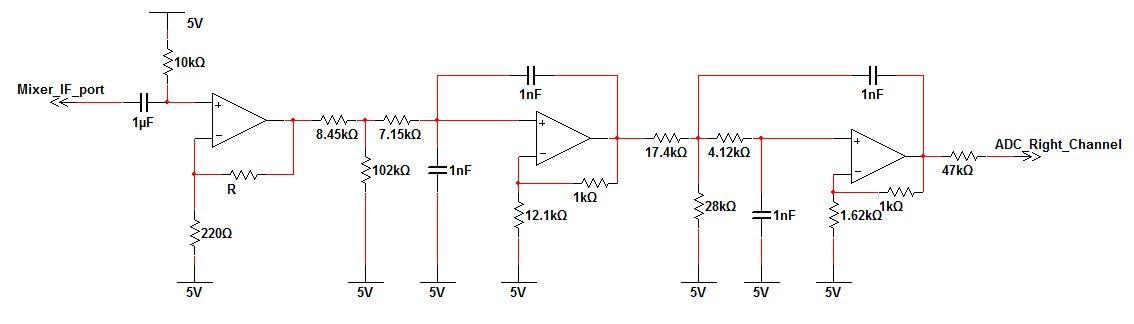 5V
10kΩ
Mixer_IF_port
1µF
+
−
R
220Ω
5V
8.45kΩ
7.15kΩ
102kΩ
5V
1nF
1nF
5V
+
−
1kΩ
12.1kΩ
5V
17.4kΩ
4.12kΩ
28kΩ
5V
1nF
1nF
5V
+
−
1kΩ
1.62kΩ
5V
47kΩ
ADC_Right_Channel